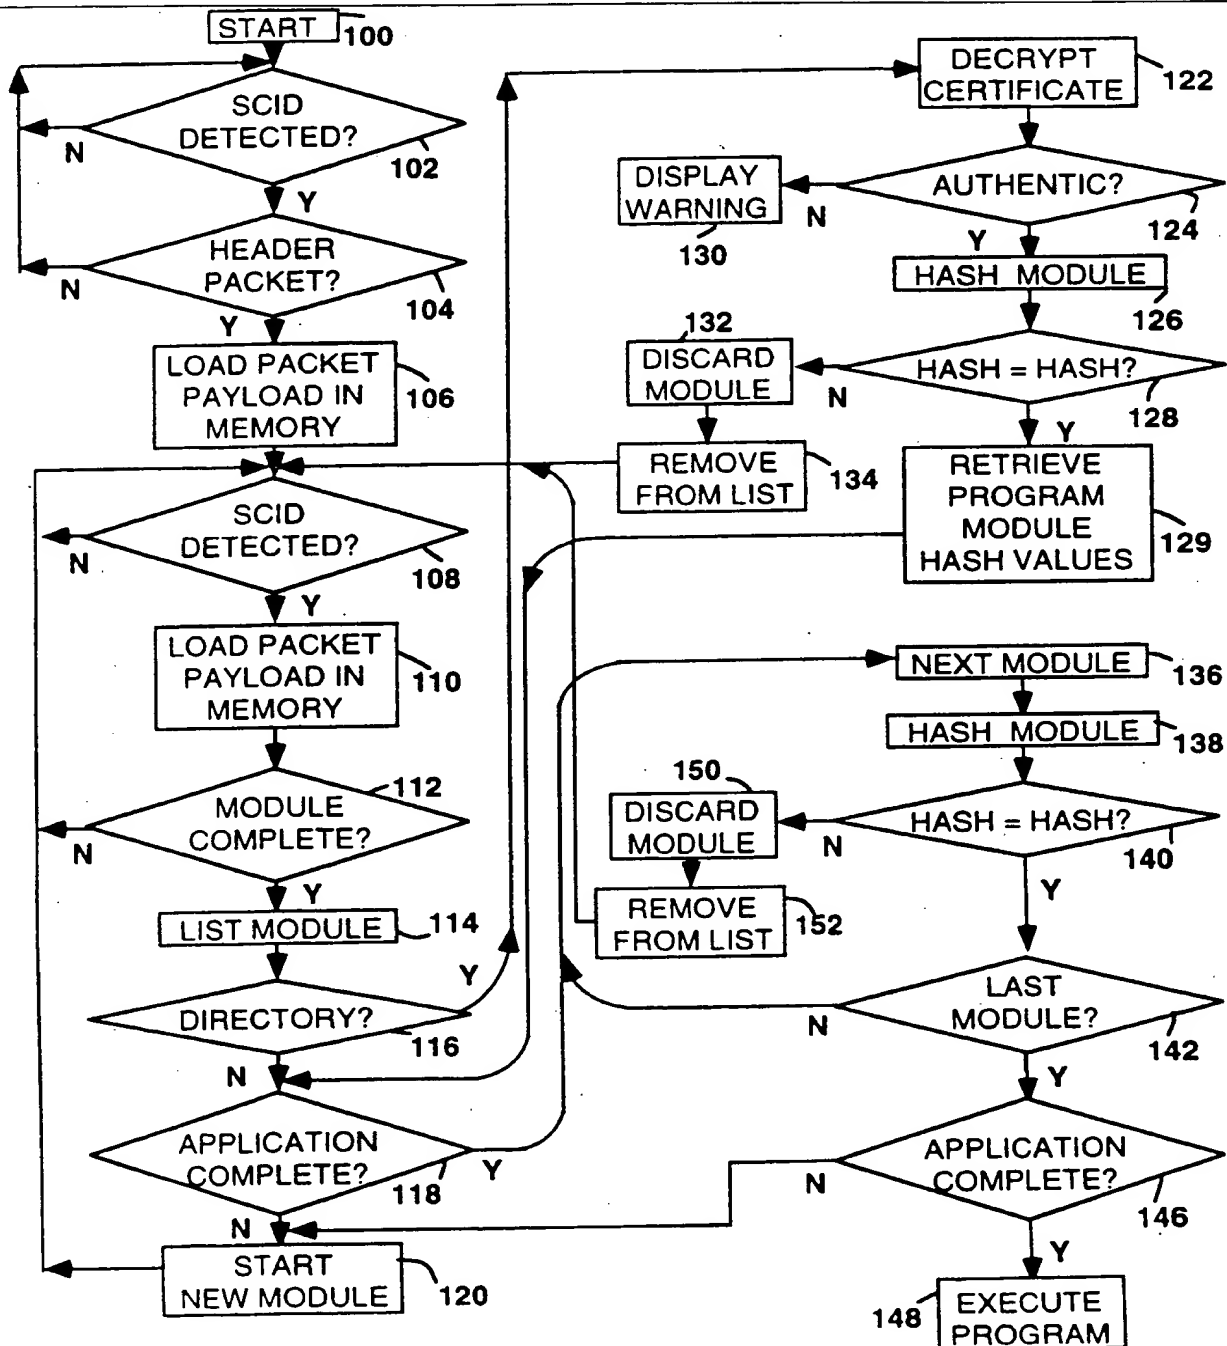 START
100
SCID
DETECTED?
102
N
Y
HEADER
PACKET?
104
N
Y
LOAD PACKET
PAYLOAD IN
MEMORY
106
SCID
DETECTED?
108
N
Y
LOAD PACKET
PAYLOAD IN
MEMORY
110
MODULE
COMPLETE?
112
N
Y
LIST MODULE
114
DIRECTORY?
116
Y
N
APPLICATION
COMPLETE?
118
Y
N
START
NEW MODULE
120
DECRYPT
CERTIFICATE
122
AUTHENTIC?
124
N
Y
DISPLAY
WARNING
130
HASH MODULE
126
HASH = HASH?
128
N
Y
132
DISCARD
MODULE
REMOVE
FROM LIST
134
RETRIEVE
PROGRAM
MODULE
HASH VALUES
129
NEXT MODULE
136
HASH MODULE
138
HASH = HASH?
140
N
Y
150
DISCARD
MODULE
REMOVE
FROM LIST
152
LAST
MODULE?
142
N
Y
APPLICATION
COMPLETE?
146
N
Y
EXECUTE
PROGRAM
148